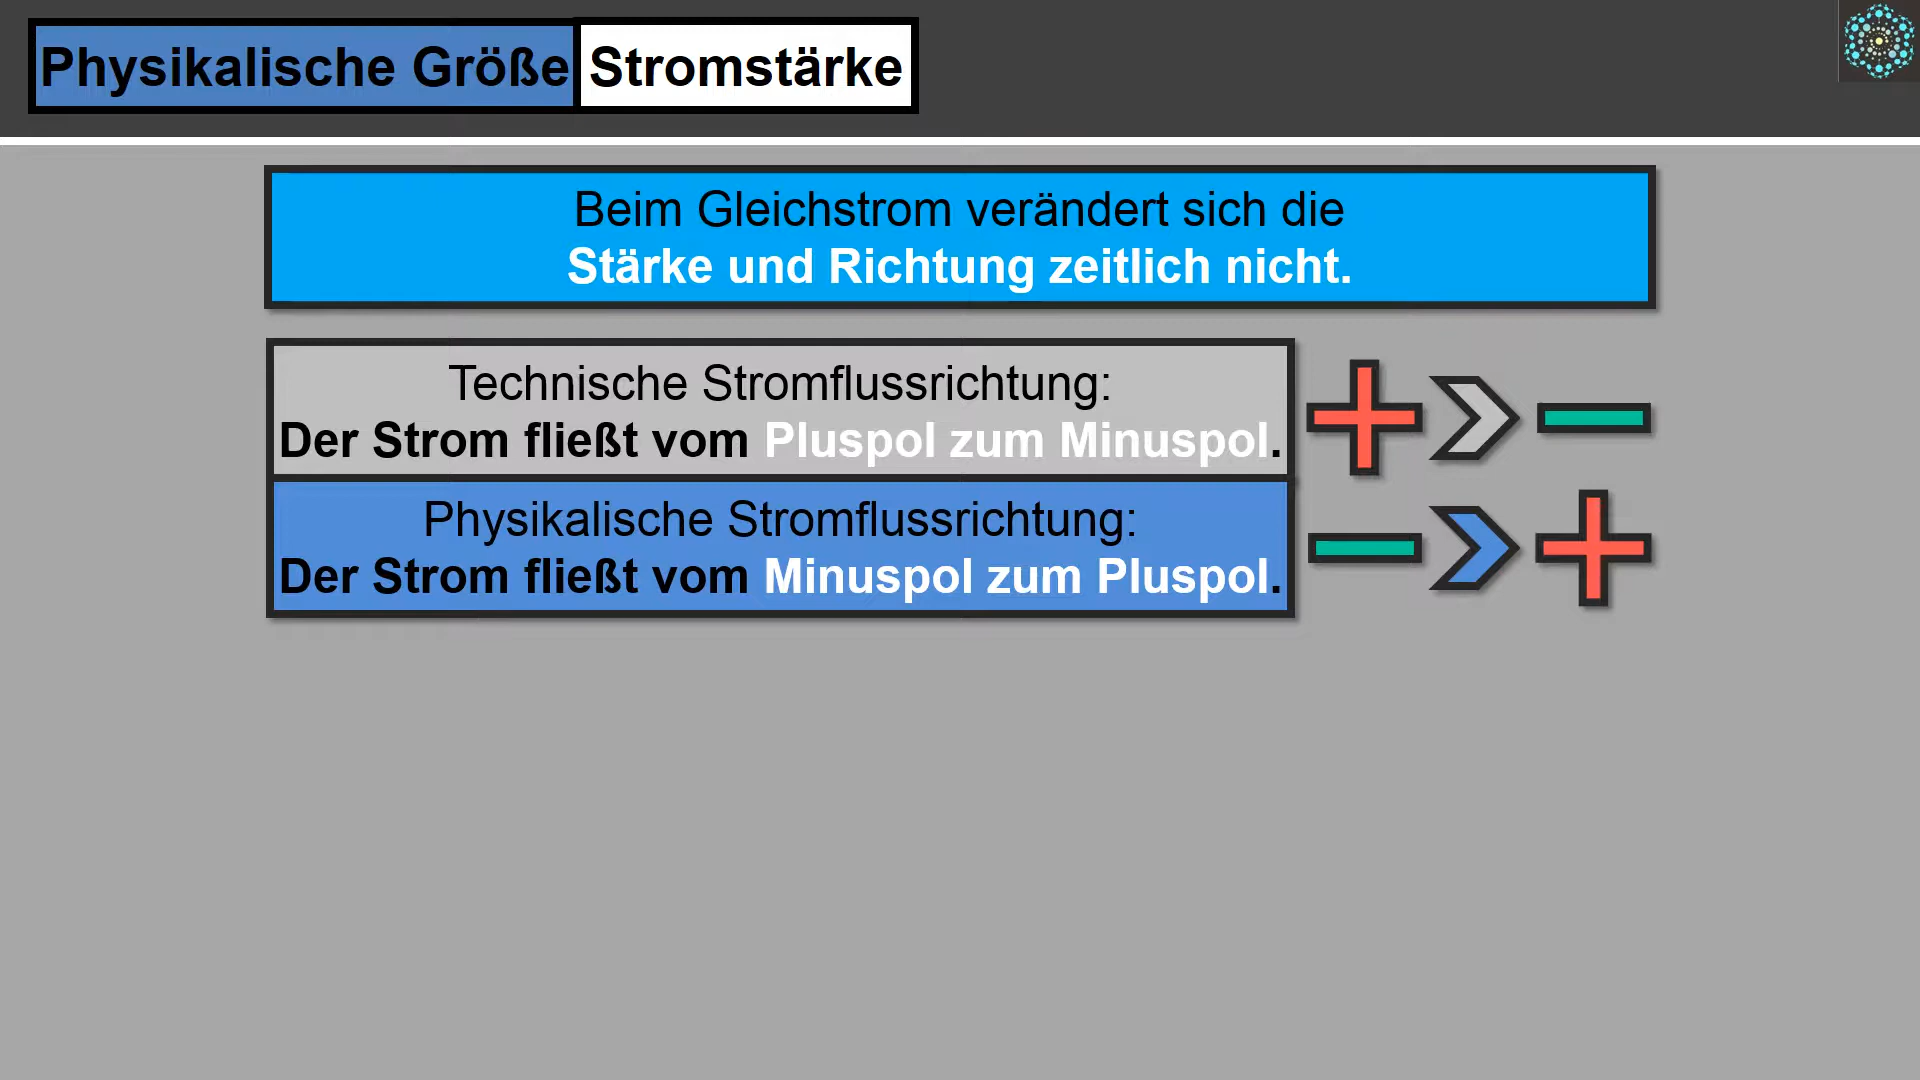 Physikalische Größe Stromstärke
Beim Gleichstrom verändert sich die
Stärke und Richtung zeitlich nicht.
Technische Stromflussrichtung:
Der Strom fließt vom Pluspol zum Minuspol.
Physikalische Stromflussrichtung:
Der Strom fließt vom Minuspol zum Pluspol.